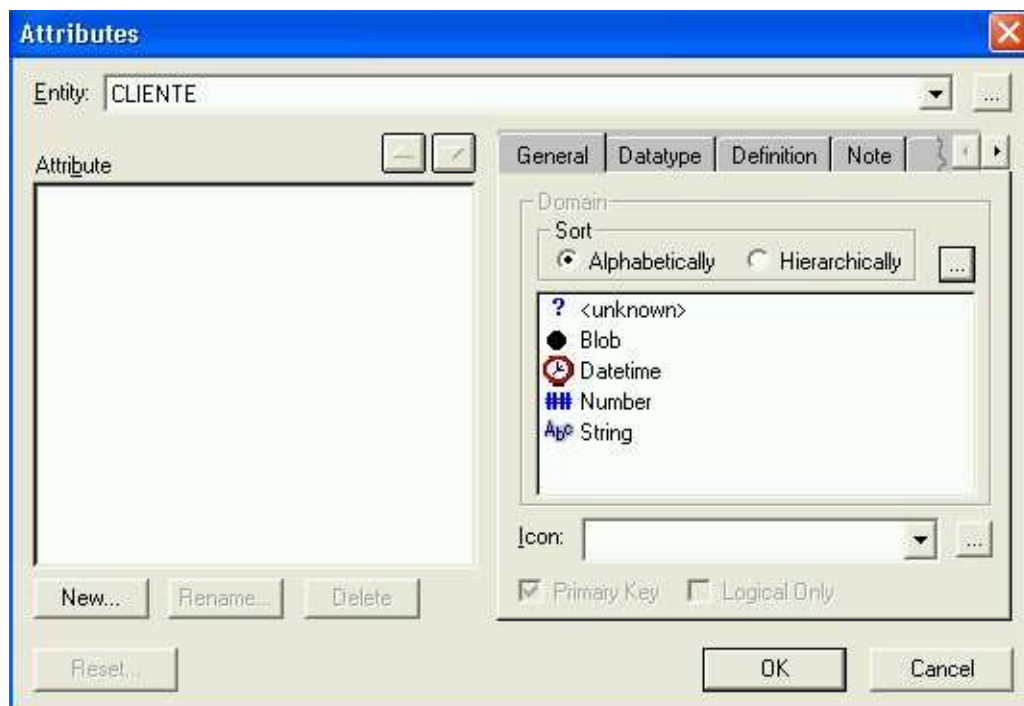 Attributes
Entity: CLIENTE ...
Attribute
General Datatype Definition Note
Domain
Sort
Alphabetically Hierarchically ...
? <unknown>
Blob
Datetime
## Number
Abc String
Icon: ...
New... Rename... Delete
Primary Key Logical Only
Reset... OK Cancel